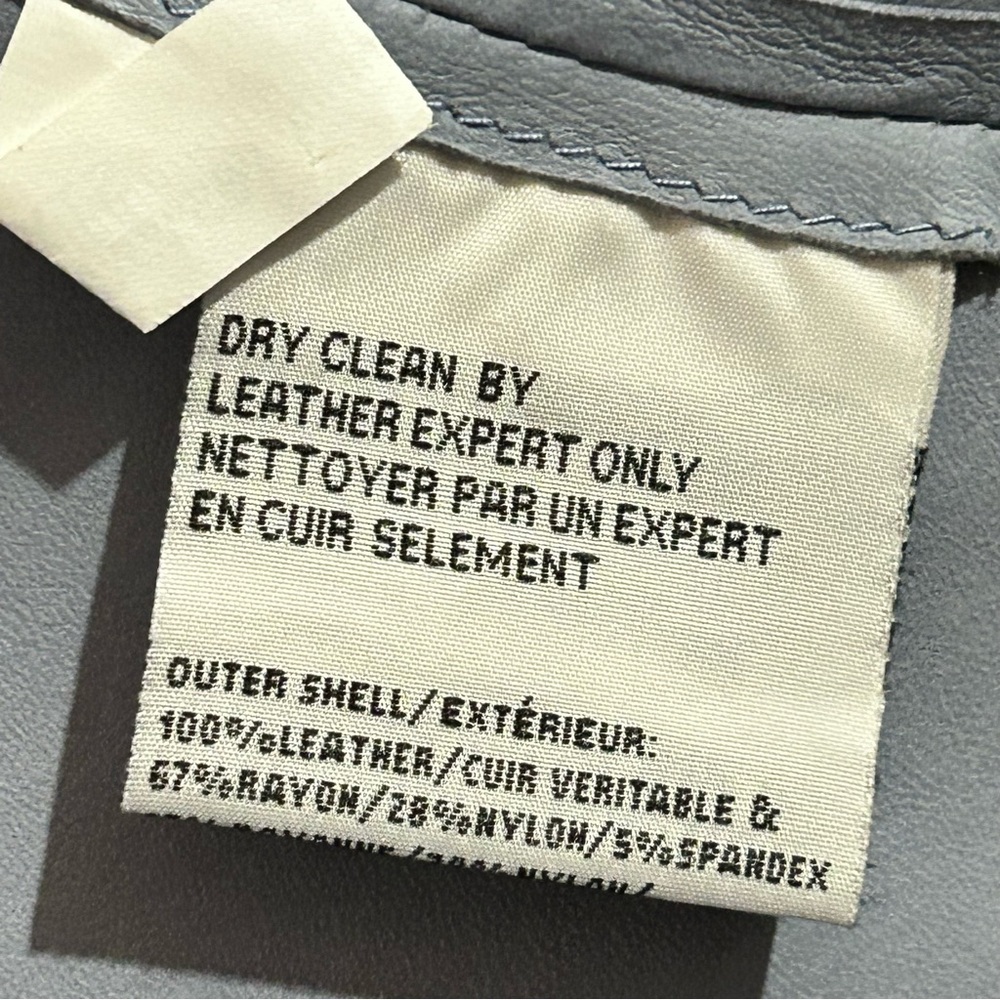 DRY CLEAN BY
LEATHER EXPERT ONLY
NETTOYER PAR UN EXPERT
EN CUIR SELEMENT
OUTER SHELL/EXTÉRIEUR:
100%LEATHER/CUIR VERITABLE &
67%RAYON/28%NYLON/5%SPANDEX